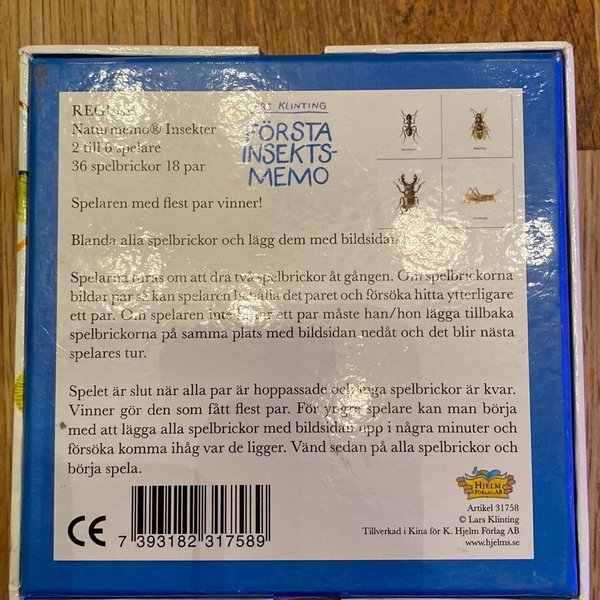 REGLER
Naturmemo® Insekter
2 till 6 spelare
36 spelbrickor 18 par
LARS KLINTING
FÖRSTA
INSEKTS-
MEMO
Spelaren med flest par vinner!
Blanda alla spelbrickor och lägg dem med bildsidan
Spelarna turas om att dra två spelbrickor åt gången. Om spelbrickorna
bildar par så kan spelaren behålla det paret och försöka hitta ytterligare
ett par. Om spelaren inte får ett par måste han/hon lägga tillbaka
spelbrickorna på samma plats med bildsidan nedåt och det blir nästa
spelares tur.
Spelet är slut när alla par är hoppassade och inga spelbrickor är kvar.
Vinner gör den som fått flest par. För yngre spelare kan man börja
med att lägga alla spelbrickor med bildsidan upp i några minuter och
försöka komma ihåg var de ligger. Vänd sedan på alla spelbrickor och
börja spela.
HJELM
FÖRLAG AB
CE
7 393182 317589
Artikel 31758
© Lars Klinting
Tillverkad i Kina för K. Hjelm Förlag AB
www.hjelms.se